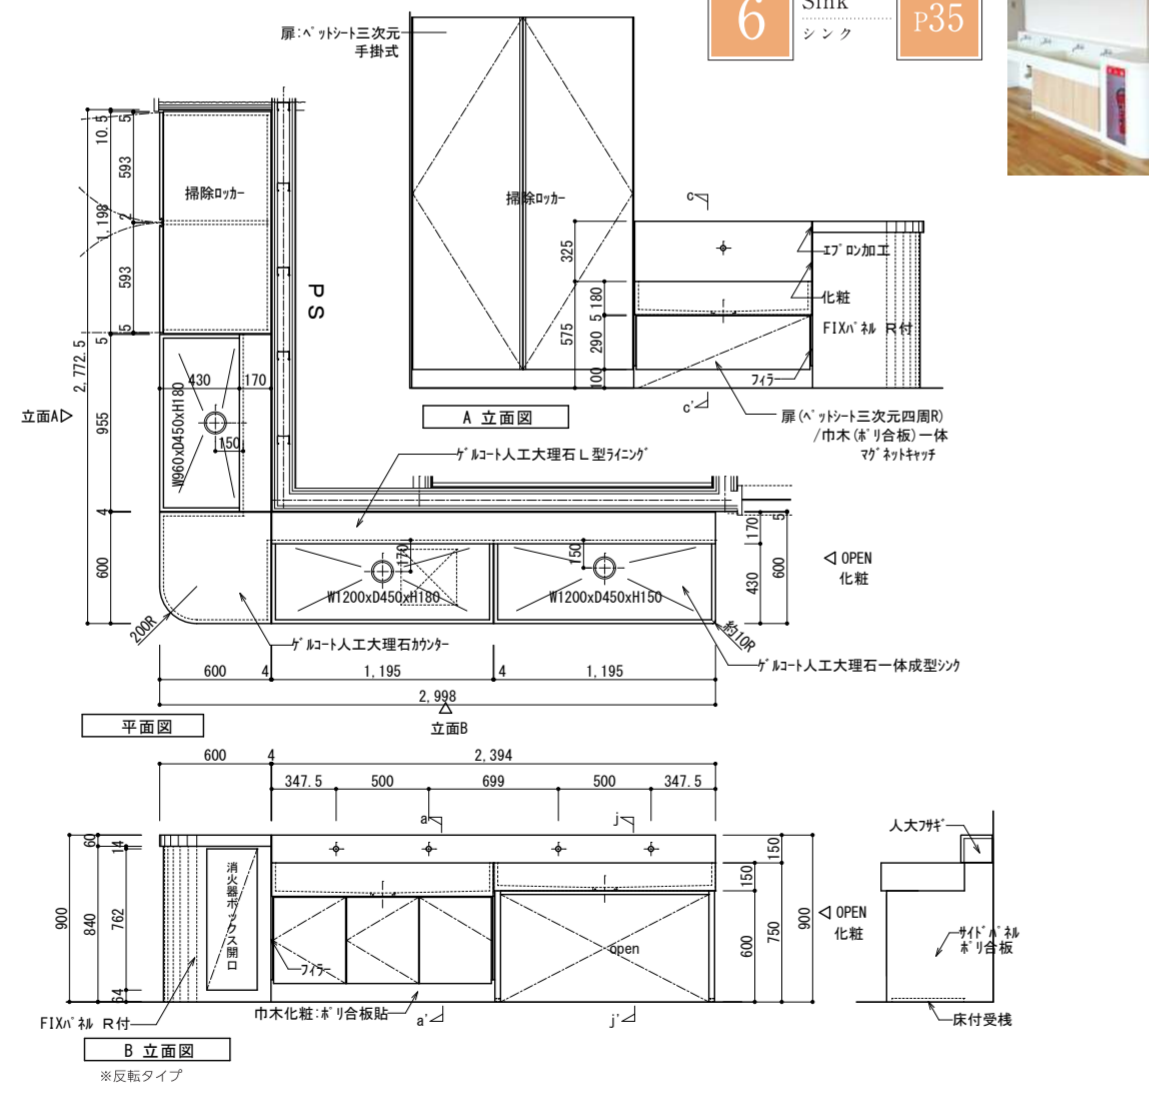 6
Sink
シンク
P35
扉:ﾍﾟｯﾄｼｰﾄ三次元
手掛式
掃除ﾛｯｶｰ
掃除ﾛｯｶｰ
10.5
5
593
1,198
2
593
5
2,772.5
5
955
4
600
PS
430
170
150
W960xD450xH180
立面A
c
325
575
180
5
290
100
ｴﾌﾟﾛﾝ加工
化粧
FIXﾊﾟﾈﾙ R付
ﾌｨﾗｰ
c'
A 立面図
扉(ﾍﾟｯﾄｼｰﾄ三次元四周R)
/巾木(ﾎﾟﾘ合板)一体
ﾏｸﾞﾈｯﾄｷｬｯﾁ
ｹﾞﾙｺｰﾄ人工大理石L型ﾗｲﾆﾝｸﾞ
170
150
W1200xD450xH180
W1200xD450xH150
170
5
430
600
OPEN
化粧
200R
約10R
ｹﾞﾙｺｰﾄ人工大理石ｶｳﾝﾀｰ
ｹﾞﾙｺｰﾄ人工大理石一体成型ｼﾝｸ
600
4
1,195
4
1,195
2,998
立面B
平面図
600
4
2,394
347.5
500
699
500
347.5
a
j
900
60
840
14
762
64
消火器ボックス開口
ﾌｨﾗｰ
open
150
600
150
750
900
OPEN
化粧
人大ﾌｻｷﾞ
ｻｲﾄﾞﾊﾟﾈﾙ
ﾎﾟﾘ合板
床付受桟
FIXﾊﾟﾈﾙ R付
巾木化粧:ﾎﾟﾘ合板貼
a'
j'
B 立面図
※反転タイプ